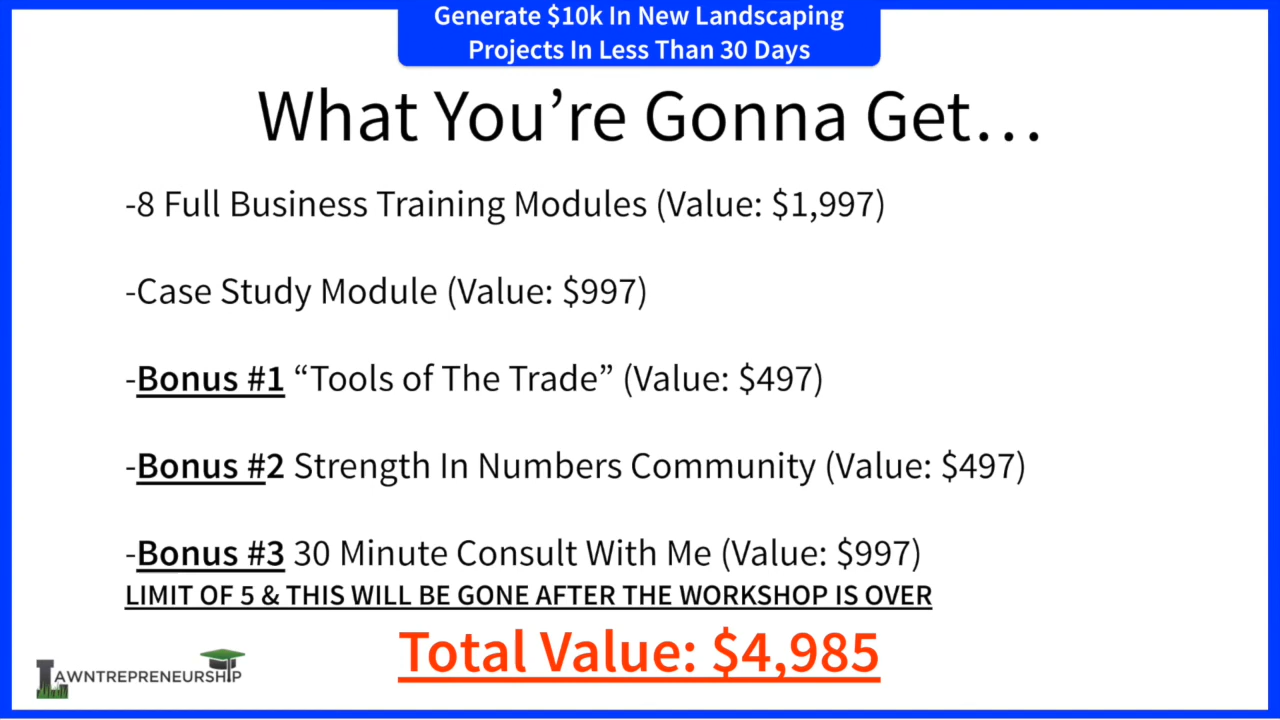 Generate $10k In New Landscaping
Projects In Less Than 30 Days
What You’re Gonna Get…
-8 Full Business Training Modules (Value: $1,997)
-Case Study Module (Value: $997)
-Bonus #1 “Tools of The Trade” (Value: $497)
-Bonus #2 Strength In Numbers Community (Value: $497)
-Bonus #3 30 Minute Consult With Me (Value: $997)
LIMIT OF 5 & THIS WILL BE GONE AFTER THE WORKSHOP IS OVER
Total Value: $4,985
LAWNTREPRENEURSHIP